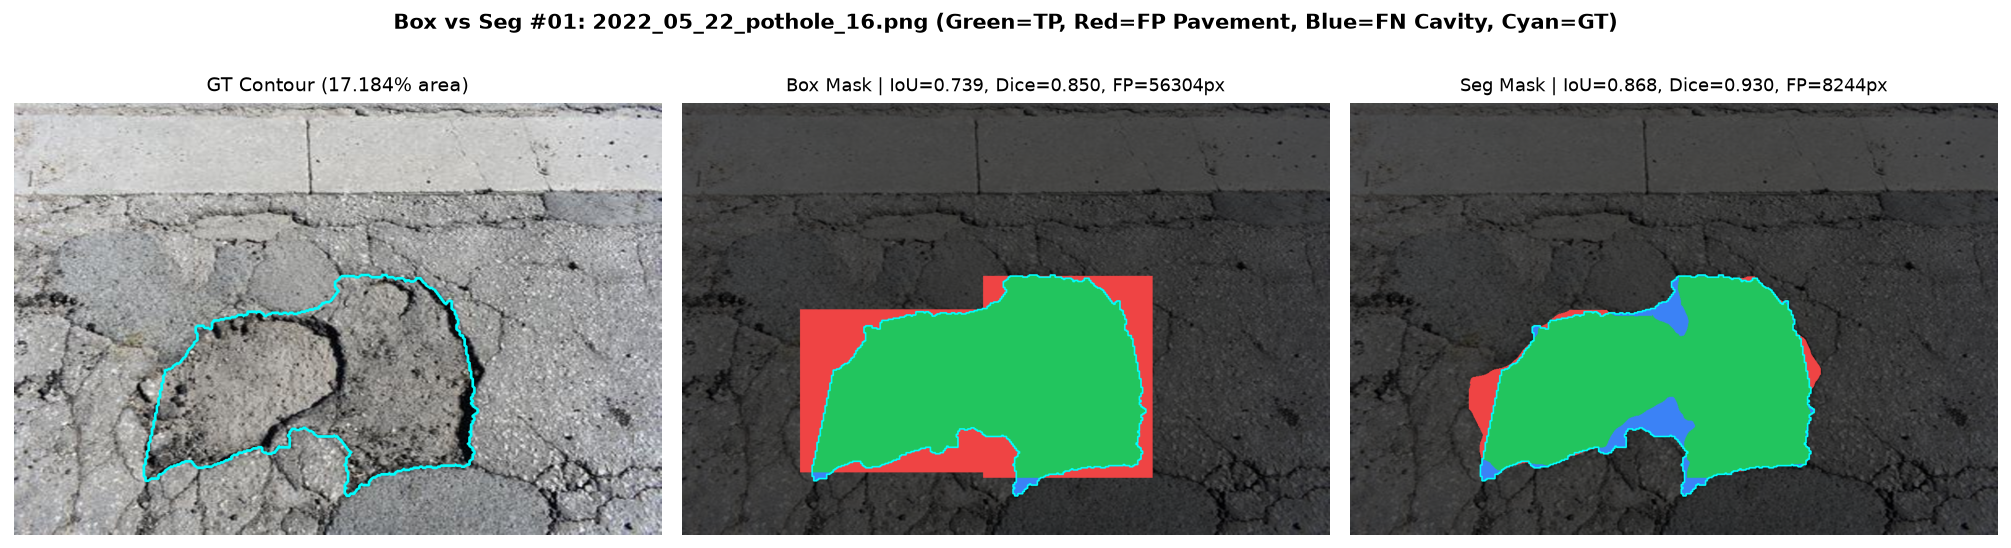 Box vs Seg #01: 2022_05_22_pothole_16.png (Green=TP, Red=FP Pavement, Blue=FN Cavity, Cyan=GT)
GT Contour (17.184% area)
Box Mask | IoU=0.739, Dice=0.850, FP=56304px
Seg Mask | IoU=0.868, Dice=0.930, FP=8244px